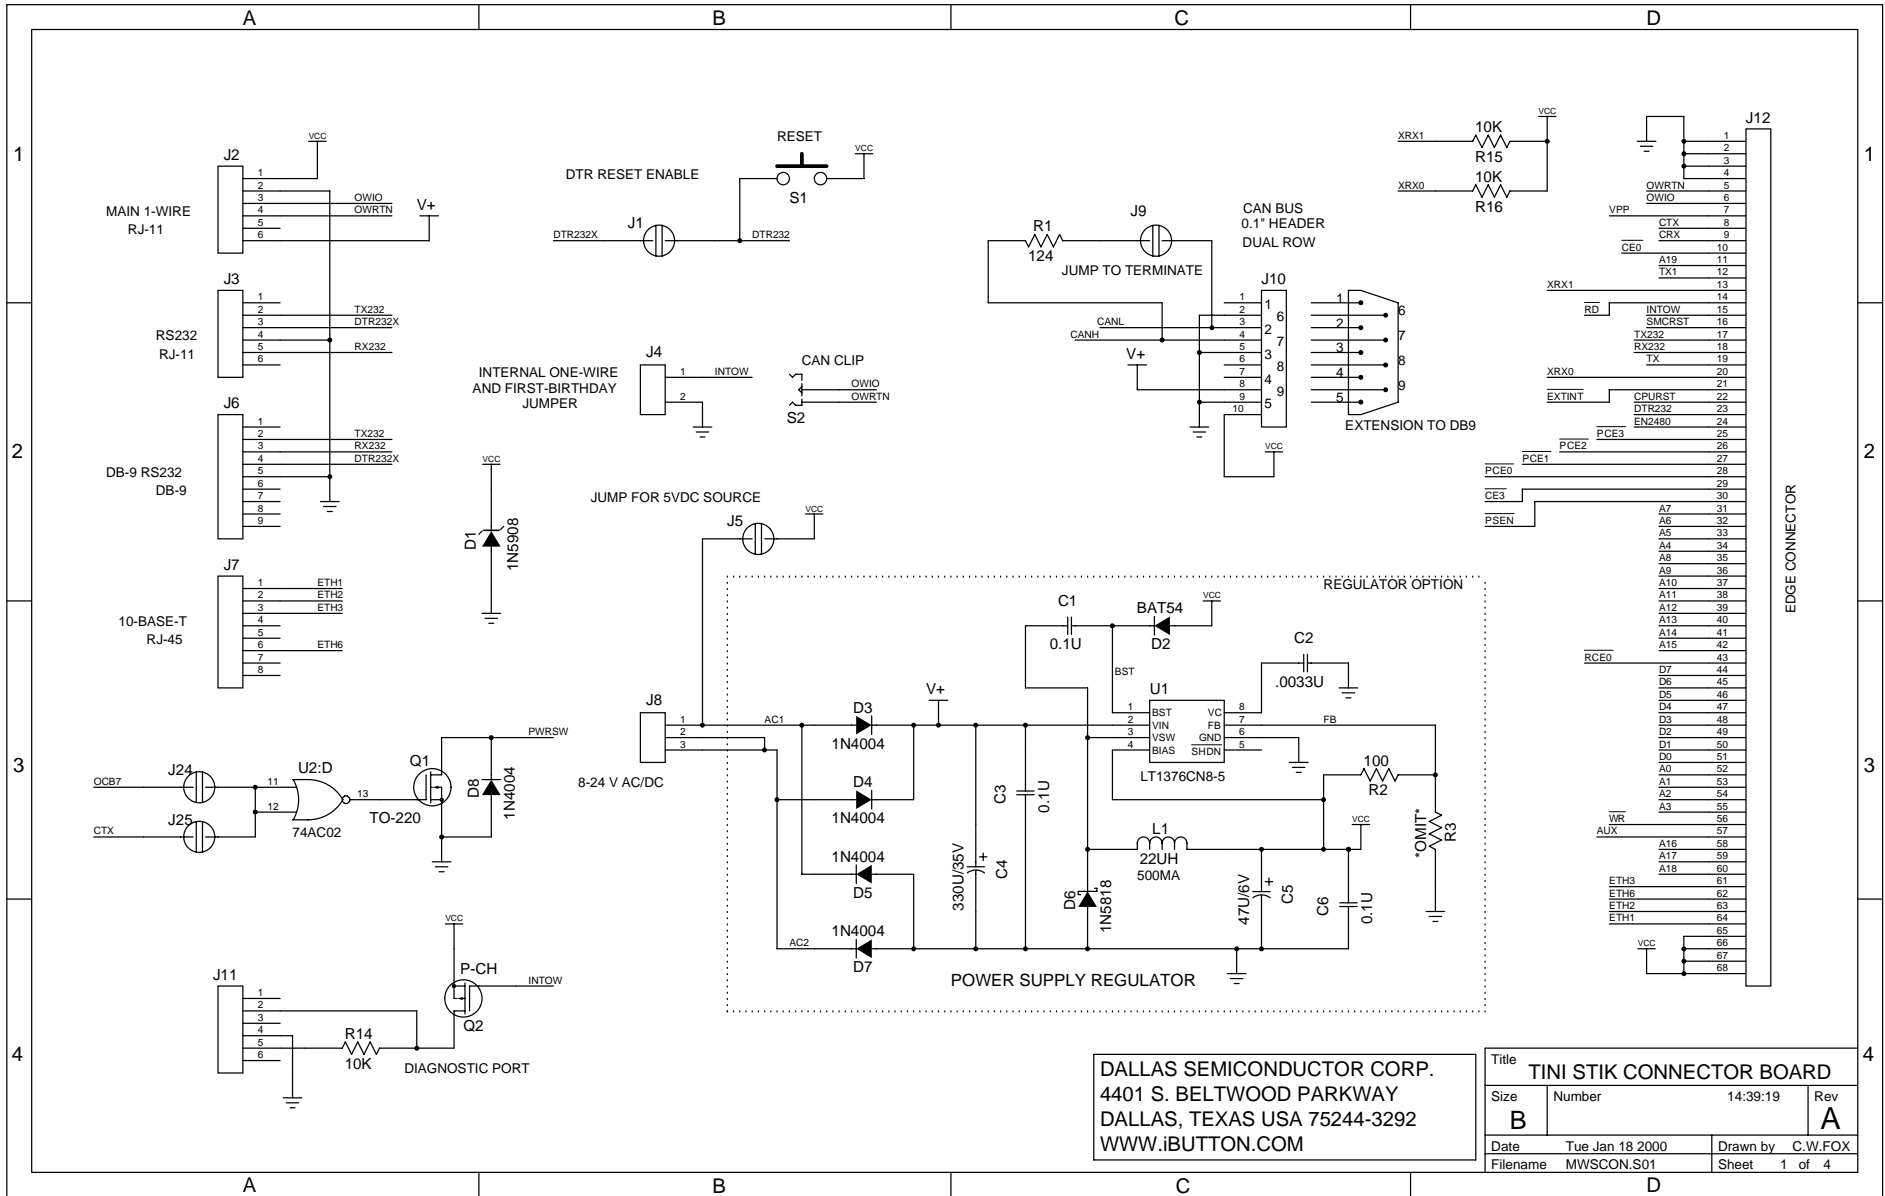 A B C D
1
2
3
4
A B C D
1
2
3
4
J2
VCC
MAIN 1-WIRE
RJ-11
1
2
3 OWIO
4 OWRTN
5
6
V+
J3
RS232
RJ-11
1
2 TX232
3 DTR232X
4
5 RX232
6
J6
DB-9 RS232
DB-9
1
2 TX232
3 RX232
4 DTR232X
5
6
7
8
9
J7
10-BASE-T
RJ-45
1 ETH1
2 ETH2
3 ETH3
4
5
6 ETH6
7
8
OCB7 J24
CTX J25
11
12
13
U2:D
74AC02
Q1
TO-220
D8
1N4004
PWRSW
J11
1
2
3
4
5
6
R14
10K
VCC
P-CH
Q2
INTOW
DIAGNOSTIC PORT
RESET
VCC
S1
DTR RESET ENABLE
J1
DTR232X
DTR232
J4
INTERNAL ONE-WIRE
AND FIRST-BIRTHDAY
JUMPER
1 INTOW
2
CAN CLIP
OWIO
OWRTN
S2
VCC
D1
1N5908
JUMP FOR 5VDC SOURCE
J5
VCC
J8
1
2
3
8-24 V AC/DC
AC1
AC2
D3
1N4004
D4
1N4004
1N4004
D5
1N4004
D7
V+
REGULATOR OPTION
C1
0.1U
BAT54
D2
VCC
BST
C2
.0033U
U1
1 BST
2 VIN
3 VSW
4 BIAS
VC 8
FB 7
GND 6
SHDN 5
LT1376CN8-5
FB
100
R2
*OMIT*
R3
C3
0.1U
330U/35V
+
C4
L1
22UH
500MA
VCC
D6
1N5818
47U/6V
+
C5
C6
0.1U
POWER SUPPLY REGULATOR
R1
124
J9
JUMP TO TERMINATE
CAN BUS
0.1" HEADER
DUAL ROW
J10
CANL
CANH
V+
1
2
3
4
5
6
7
8
9
10
1
6
2
7
3
8
4
9
5
VCC
1
2
3
4
5
6
7
8
9
EXTENSION TO DB9
XRX1
10K
R15
VCC
XRX0
10K
R16
J12
EDGE CONNECTOR
1
2
3
4
OWRTN 5
OWIO 6
VPP 7
CTX 8
CRX 9
CE0 10
A19 11
TX1 12
XRX1 13
RD 14
INTOW 15
SMCRST 16
TX232 17
RX232 18
TX 19
XRX0 20
EXTINT 21
CPURST 22
DTR232 23
EN2480 24
PCE3 25
PCE2 26
PCE1 27
PCE0 28
CE3 29
PSEN 30
A7 31
A6 32
A5 33
A4 34
A8 35
A9 36
A10 37
A11 38
A12 39
A13 40
A14 41
A15 42
RCE0 43
D7 44
D6 45
D5 46
D4 47
D3 48
D2 49
D1 50
D0 51
A0 52
A1 53
A2 54
A3 55
WR 56
AUX 57
A16 58
A17 59
A18 60
ETH3 61
ETH6 62
ETH2 63
ETH1 64
65
VCC 66
67
68
DALLAS SEMICONDUCTOR CORP.
4401 S. BELTWOOD PARKWAY
DALLAS, TEXAS USA 75244-3292
WWW.iBUTTON.COM
Title TINI STIK CONNECTOR BOARD
Size B
Number 14:39:19
Rev A
Date Tue Jan 18 2000
Drawn by C.W.FOX
Filename MWSCON.S01
Sheet 1 of 4